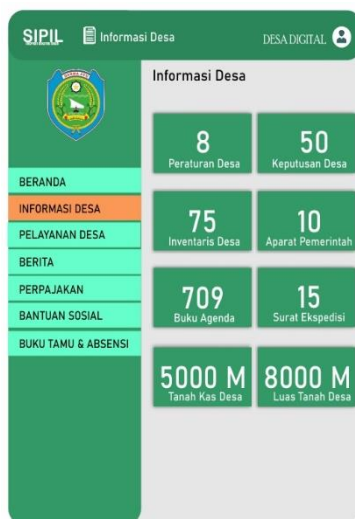 SIPIL
Informasi Desa
DESA DIGITAL
Informasi Desa
8
Peraturan Desa
50
Keputusan Desa
75
Inventaris Desa
10
Aparat Pemerintah
709
Buku Agenda
15
Surat Ekspedisi
5000 M
Tanah Kas Desa
8000 M
Luas Tanah Desa
BERANDA
INFORMASI DESA
PELAYANAN DESA
BERITA
PERPAJAKAN
BANTUAN SOSIAL
BUKU TAMU & ABSENSI